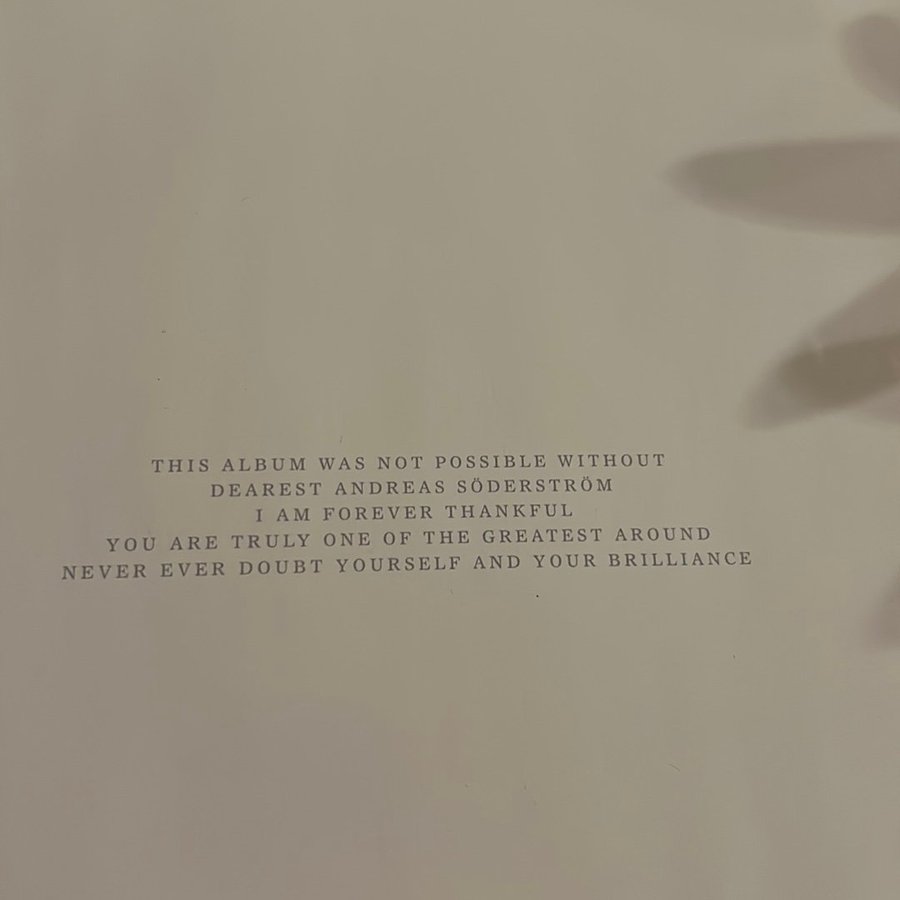 THIS ALBUM WAS NOT POSSIBLE WITHOUT
DEAREST ANDREAS SÖDERSTRÖM
I AM FOREVER THANKFUL
YOU ARE TRULY ONE OF THE GREATEST AROUND
NEVER EVER DOUBT YOURSELF AND YOUR BRILLIANCE